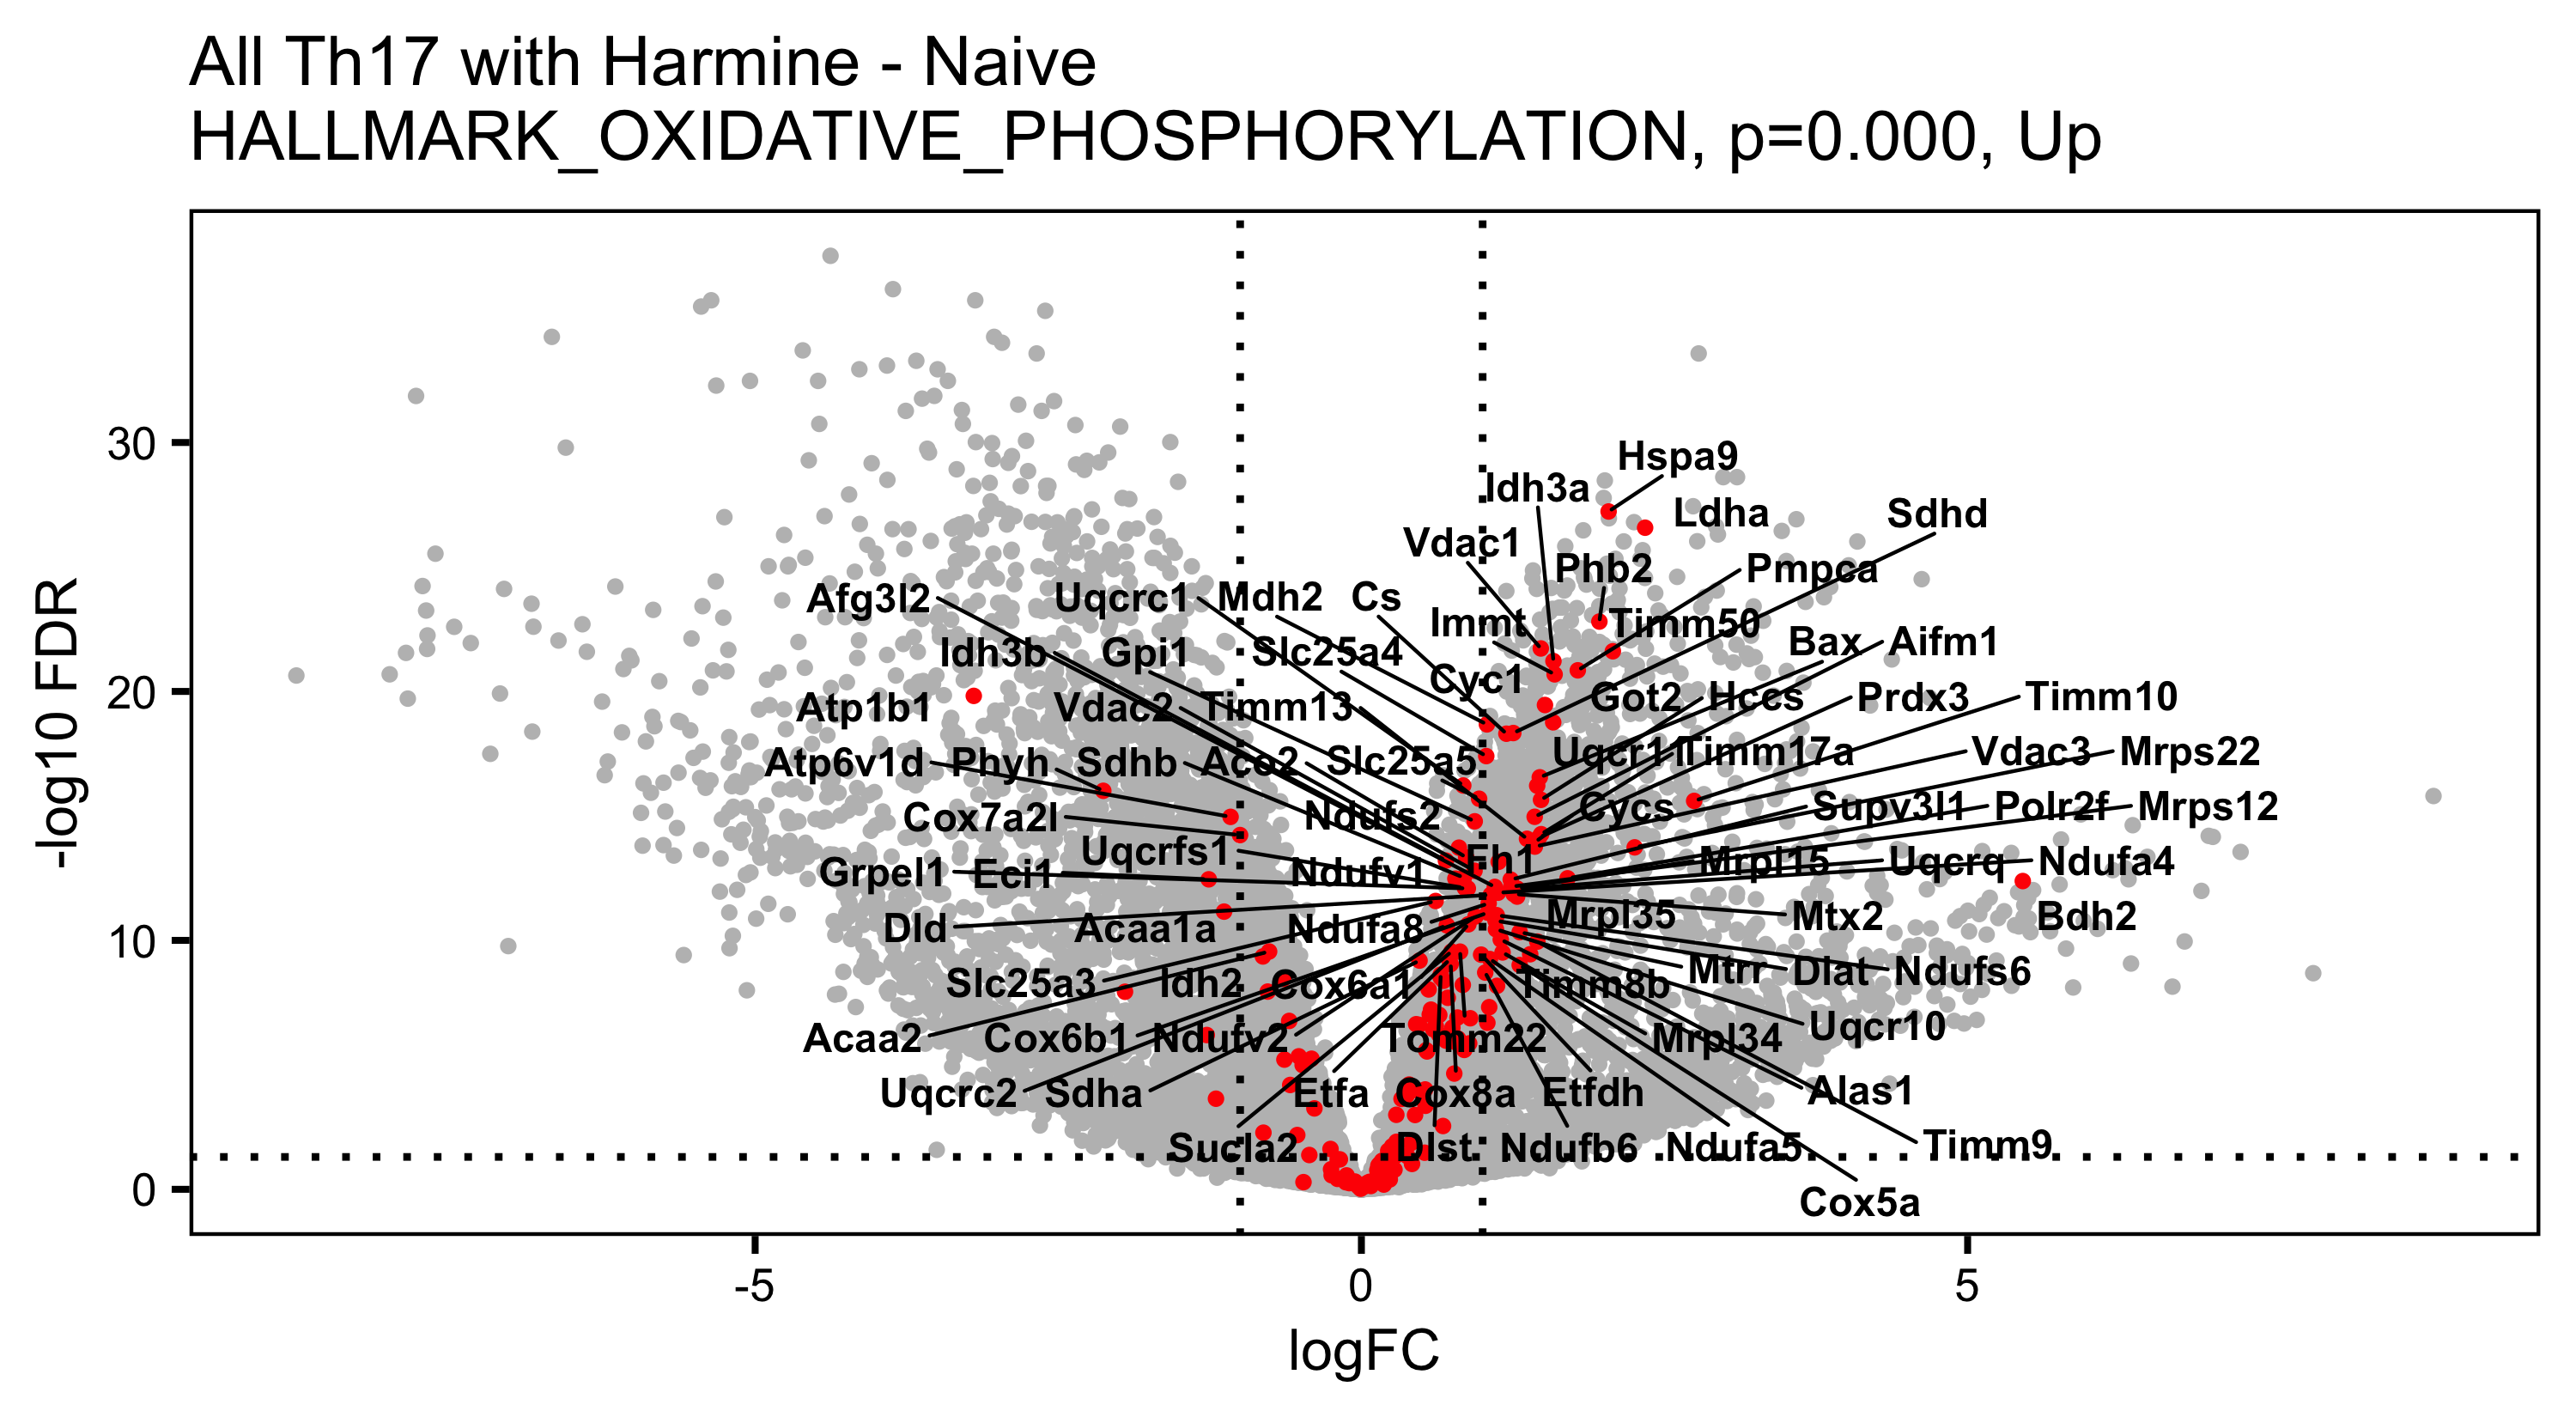 All Th17 with Harmine - Naive
HALLMARK_OXIDATIVE_PHOSPHORYLATION, p=0.000, Up
-log10 FDR
30
20
10
0
Hspa9
Idh3a
Ldha
Sdhd
Vdac1
Phb2
Pmpca
Afg3l2
Uqcrc1
Mdh2
Cs
Immt
Timm50
Bax
Aifm1
Idh3b
Gpi1
Slc25a4
Cyc1
Got2
Hccs
Prdx3
Timm10
Atp1b1
Vdac2
Timm13
Uqcr11
Timm17a
Vdac3
Mrps22
Atp6v1d
Phyh
Sdhb
Aco2
Slc25a5
Cycs
Supv3l1
Polr2f
Mrps12
Cox7a2l
Ndufs2
Uqcrfs1
Fh1
Mrpl15
Uqcrq
Ndufa4
Grpel1
Eci1
Ndufv1
Mrpl35
Mtx2
Bdh2
Dld
Acaa1a
Ndufa8
Mtrr
Dlat
Ndufs6
Slc25a3
Idh2
Cox6a1
Timm8b
Uqcr10
Acaa2
Cox6b1
Ndufv2
Tomm22
Mrpl34
Uqcrc2
Sdha
Etfa
Cox8a
Etfdh
Alas1
Sucla2
Dlst
Ndufb6
Ndufa5
Timm9
Cox5a
-5
0
5
logFC